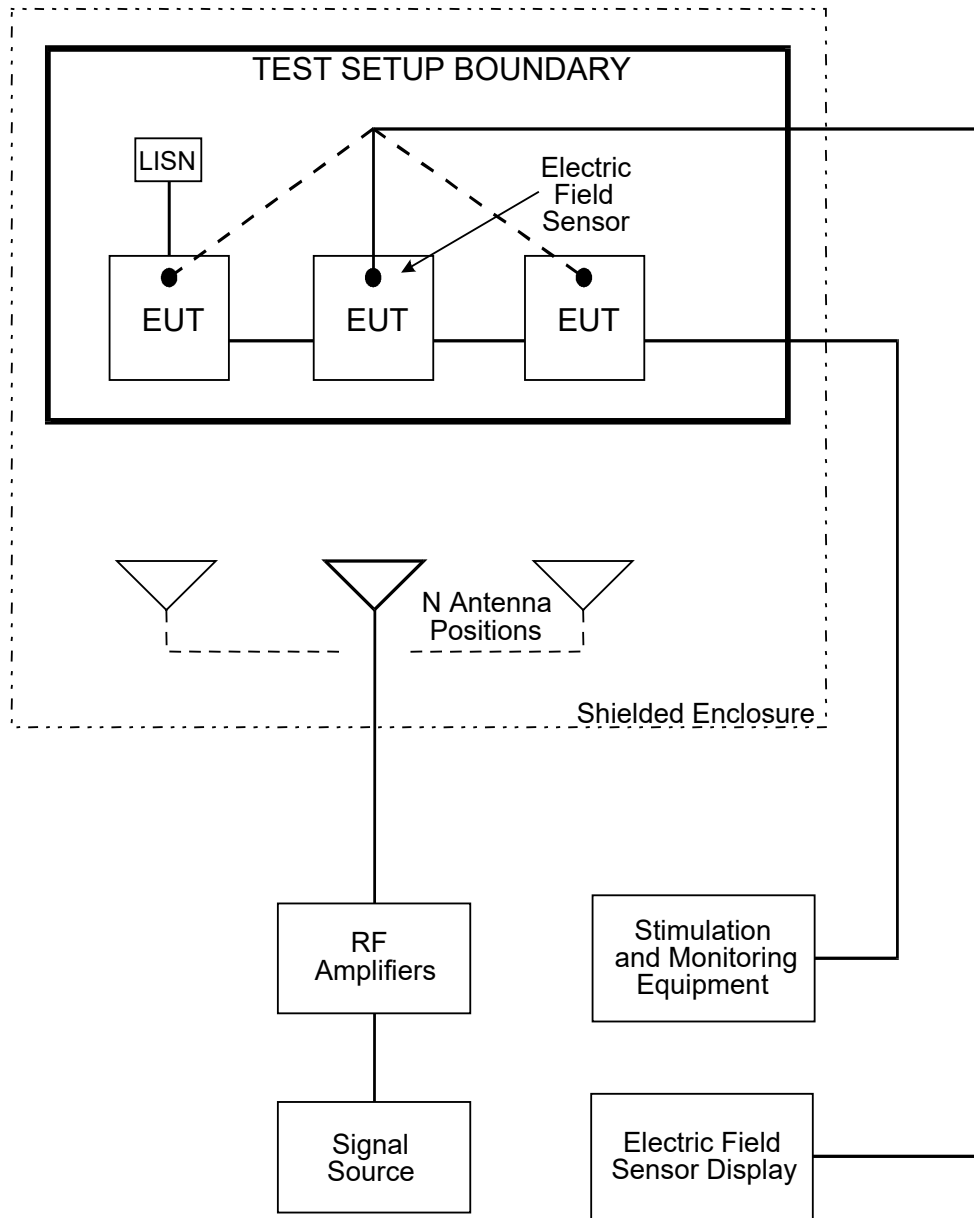 TEST SETUP BOUNDARY
LISN
Electric
Field
Sensor
EUT
EUT
EUT
N Antenna
Positions
Shielded Enclosure
RF
Amplifiers
Stimulation
and Monitoring
Equipment
Signal
Source
Electric Field
Sensor Display